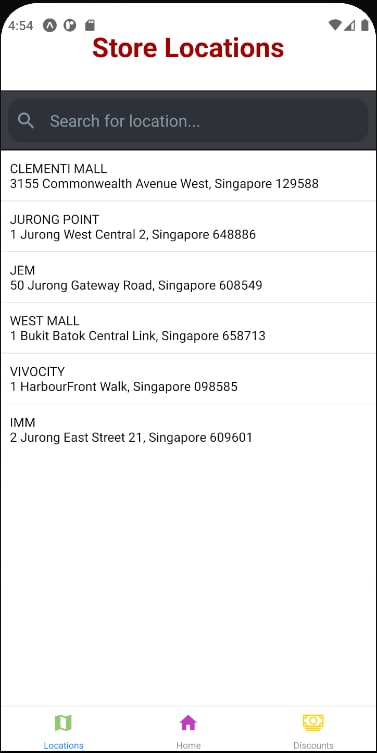 4:54
Store Locations
Search for location...
CLEMENTI MALL
3155 Commonwealth Avenue West, Singapore 129588
JURONG POINT
1 Jurong West Central 2, Singapore 648886
JEM
50 Jurong Gateway Road, Singapore 608549
WEST MALL
1 Bukit Batok Central Link, Singapore 658713
VIVOCITY
1 HarbourFront Walk, Singapore 098585
IMM
2 Jurong East Street 21, Singapore 609601
Locations Home Discounts